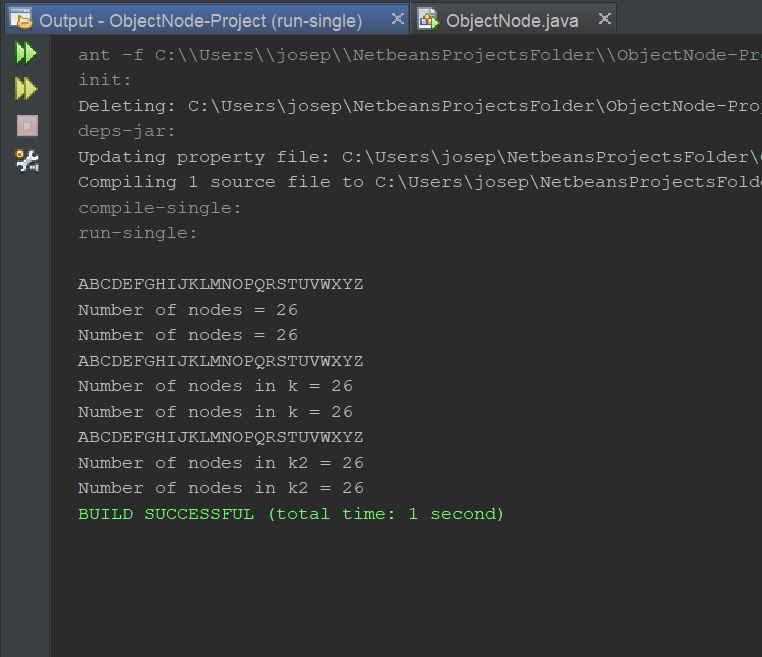 Output - ObjectNode-Project (run-single) ObjectNode.java
ant -f C:\\Users\\josep\\NetbeansProjectsFolder\\ObjectNode-Pr
init:
Deleting: C:\Users\josep\NetbeansProjectsFolder\ObjectNode-Pro
deps-jar:
Updating property file: C:\Users\josep\NetbeansProjectsFolder\
Compiling 1 source file to C:\Users\josep\NetbeansProjectsFold
compile-single:
run-single:
ABCDEFGHIJKLMNOPQRSTUVWXYZ
Number of nodes = 26
Number of nodes = 26
ABCDEFGHIJKLMNOPQRSTUVWXYZ
Number of nodes in k = 26
Number of nodes in k = 26
ABCDEFGHIJKLMNOPQRSTUVWXYZ
Number of nodes in k2 = 26
Number of nodes in k2 = 26
BUILD SUCCESSFUL (total time: 1 second)